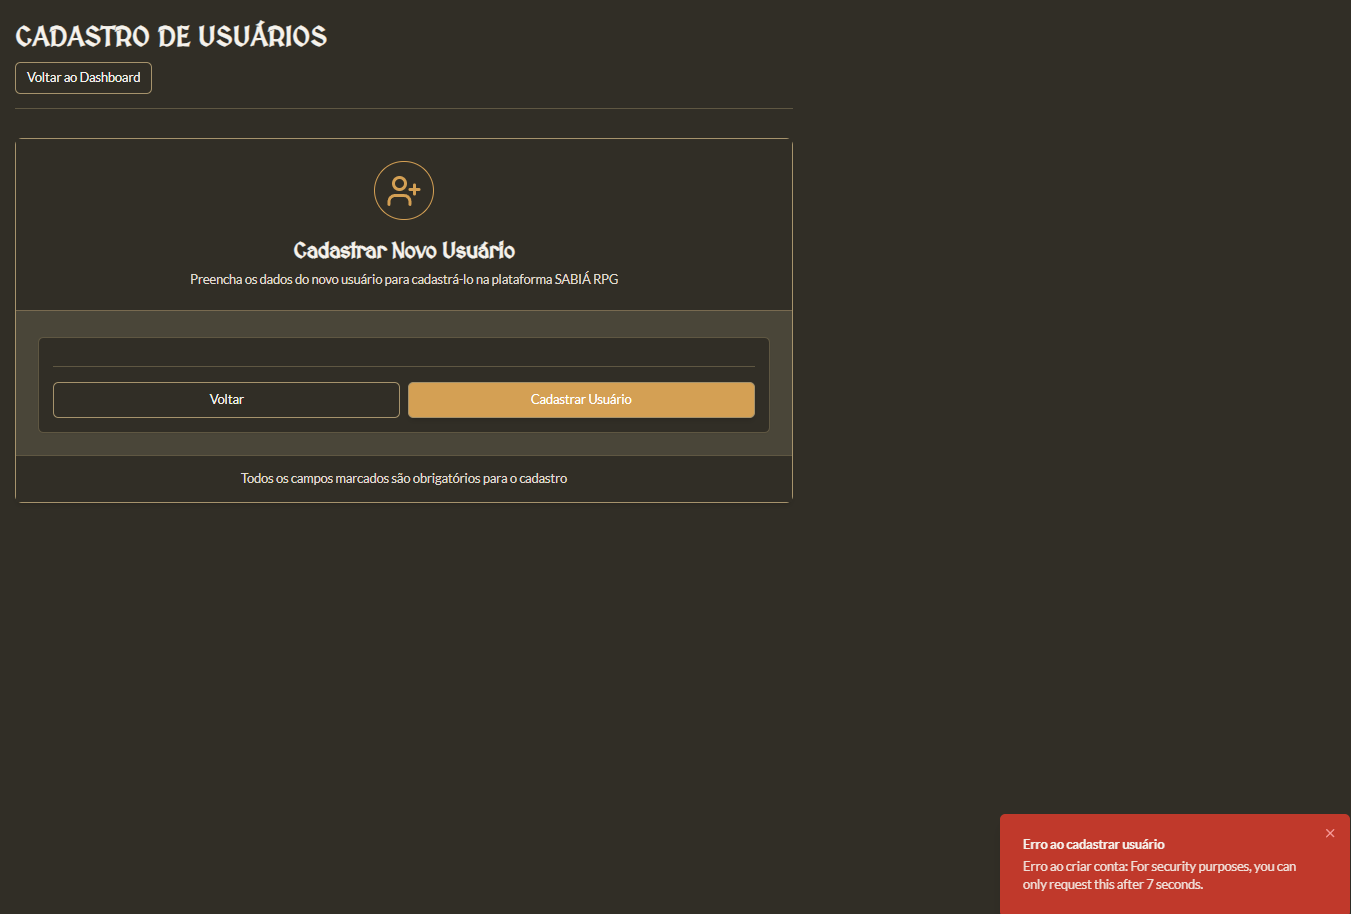 CADASTRO DE USUÁRIOS
Voltar ao Dashboard
Cadastrar Novo Usuário
Preencha os dados do novo usuário para cadastrá-lo na plataforma SABIÁ RPG
Voltar
Cadastrar Usuário
Todos os campos marcados são obrigatórios para o cadastro
Erro ao cadastrar usuário
Erro ao criar conta: For security purposes, you can
only request this after 7 seconds.